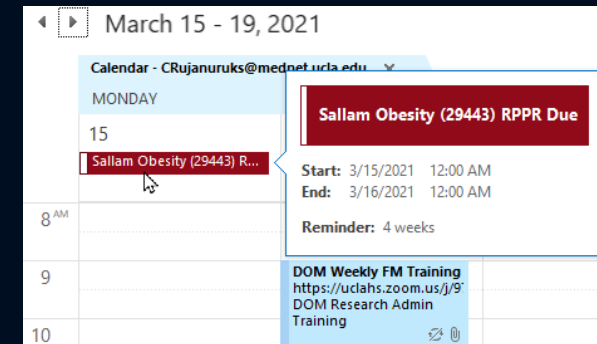 March 15 - 19, 2021
Calendar - CRujanuruks@mednet.ucla.edu
MONDAY
15
Sallam Obesity (29443) R...
Sallam Obesity (29443) RPPR Due
Start: 3/15/2021 12:00 AM
End: 3/16/2021 12:00 AM
Reminder: 4 weeks
8 AM
9
DOM Weekly FM Training
https://uclahs.zoom.us/j/9
DOM Research Admin
Training
10